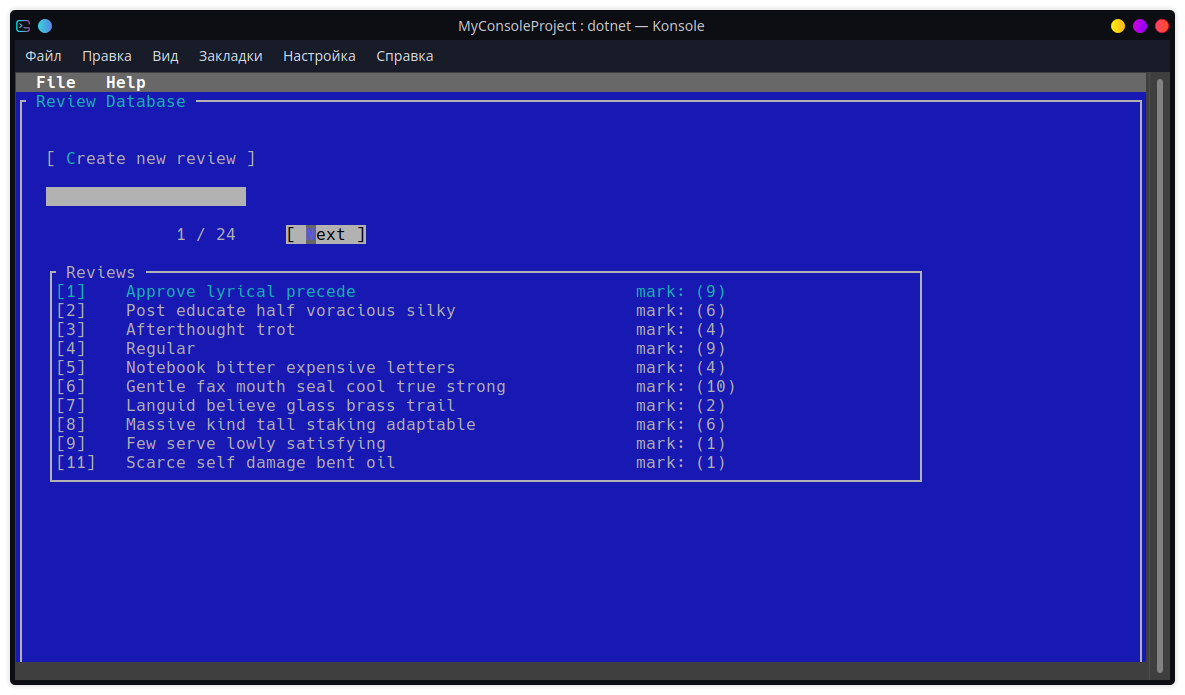 MyConsoleProject : dotnet — Konsole
Файл Правка Вид Закладки Настройка Справка
File Help
Review Database
[ Create new review ]
1 / 24 [ Next ]
Reviews
[1] Approve lyrical precede mark: (9)
[2] Post educate half voracious silky mark: (6)
[3] Afterthought trot mark: (4)
[4] Regular mark: (9)
[5] Notebook bitter expensive letters mark: (4)
[6] Gentle fax mouth seal cool true strong mark: (10)
[7] Languid believe glass brass trail mark: (2)
[8] Massive kind tall staking adaptable mark: (6)
[9] Few serve lowly satisfying mark: (1)
[11] Scarce self damage bent oil mark: (1)